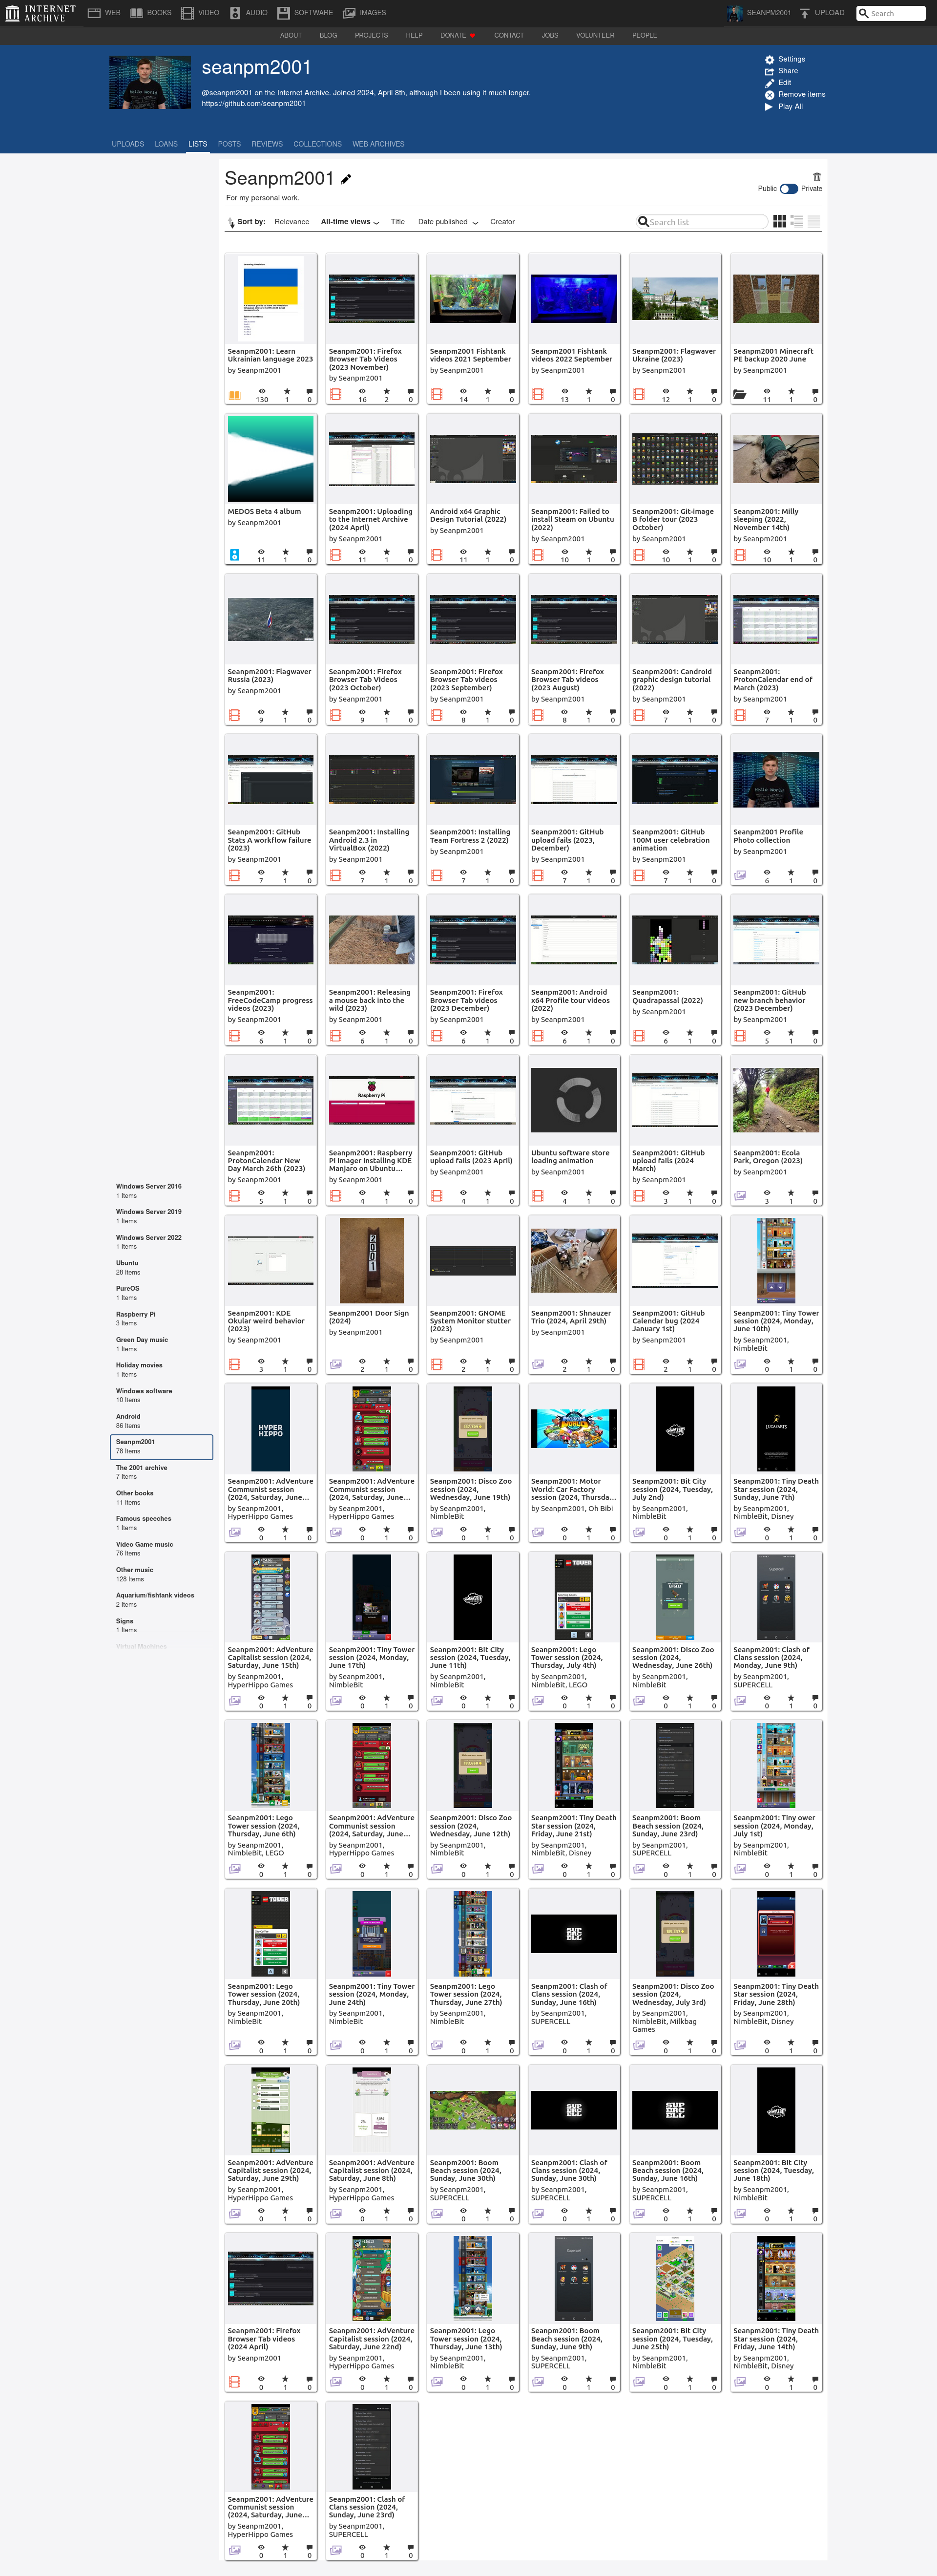 INTERNET
ARCHIVE
WEB
BOOKS
VIDEO
AUDIO
SOFTWARE
IMAGES
SEANPM2001
UPLOAD
Search
ABOUT
BLOG
PROJECTS
HELP
DONATE
CONTACT
JOBS
VOLUNTEER
PEOPLE
seanpm2001
@seanpm2001 on the Internet Archive. Joined 2024, April 8th, although I been using it much longer.
https://github.com/seanpm2001
Settings
Share
Edit
Remove items
Play All
UPLOADS
LOANS
LISTS
POSTS
REVIEWS
COLLECTIONS
WEB ARCHIVES
Seanpm2001
For my personal work.
Public
Private
Sort by:
Relevance
All-time views
Title
Date published
Creator
Search list
Windows Server 2016
1 Items
Windows Server 2019
1 Items
Windows Server 2022
1 Items
Ubuntu
28 Items
PureOS
1 Items
Raspberry Pi
3 Items
Green Day music
1 Items
Holiday movies
1 Items
Windows software
10 Items
Android
86 Items
Seanpm2001
78 Items
The 2001 archive
7 Items
Other books
11 Items
Famous speeches
1 Items
Video Game music
76 Items
Other music
128 Items
Aquarium/fishtank videos
2 Items
Signs
1 Items
Virtual Machines
Seanpm2001: Learn
Ukrainian language 2023
by Seanpm2001
130 1 0
Seanpm2001: Firefox
Browser Tab Videos
(2023 November)
by Seanpm2001
16 2 0
Seanpm2001 Fishtank
videos 2021 September
by Seanpm2001
14 1 0
Seanpm2001 Fishtank
videos 2022 September
by Seanpm2001
13 1 0
Seanpm2001: Flagwaver
Ukraine (2023)
by Seanpm2001
12 1 0
Seanpm2001 Minecraft
PE backup 2020 June
by Seanpm2001
11 1 0
MEDOS Beta 4 album
by Seanpm2001
11 1 0
Seanpm2001: Uploading
to the Internet Archive
(2024 April)
by Seanpm2001
11 1 0
Android x64 Graphic
Design Tutorial (2022)
by Seanpm2001
11 1 0
Seanpm2001: Failed to
install Steam on Ubuntu
(2022)
by Seanpm2001
10 1 0
Seanpm2001: Git-image
B folder tour (2023
October)
by Seanpm2001
10 1 0
Seanpm2001: Milly
sleeping (2022,
November 14th)
by Seanpm2001
10 1 0
Seanpm2001: Flagwaver
Russia (2023)
by Seanpm2001
9 1 0
Seanpm2001: Firefox
Browser Tab Videos
(2023 October)
by Seanpm2001
9 1 0
Seanpm2001: Firefox
Browser Tab videos
(2023 September)
by Seanpm2001
8 1 0
Seanpm2001: Firefox
Browser Tab videos
(2023 August)
by Seanpm2001
8 1 0
Seanpm2001: Candroid
graphic design tutorial
(2022)
by Seanpm2001
7 1 0
Seanpm2001:
ProtonCalendar end of
March (2023)
by Seanpm2001
7 1 0
Seanpm2001: GitHub
Stats A workflow failure
(2023)
by Seanpm2001
7 1 0
Seanpm2001: Installing
Android 2.3 in
VirtualBox (2022)
by Seanpm2001
7 1 0
Seanpm2001: Installing
Team Fortress 2 (2022)
by Seanpm2001
7 1 0
Seanpm2001: GitHub
upload fails (2023,
December)
by Seanpm2001
7 1 0
Seanpm2001: GitHub
100M user celebration
animation
by Seanpm2001
7 1 0
Hello World
Seanpm2001 Profile
Photo collection
by Seanpm2001
6 1 0
Seanpm2001:
FreeCodeCamp progress
videos (2023)
by Seanpm2001
6 1 0
Seanpm2001: Releasing
a mouse back into the
wild (2023)
by Seanpm2001
6 1 0
Seanpm2001: Firefox
Browser Tab videos
(2023 December)
by Seanpm2001
6 1 0
Seanpm2001: Android
x64 Profile tour videos
(2022)
by Seanpm2001
6 1 0
Seanpm2001:
Quadrapassal (2022)
by Seanpm2001
6 1 0
Seanpm2001: GitHub
new branch behavior
(2023 December)
by Seanpm2001
5 1 0
Seanpm2001:
ProtonCalendar New
Day March 26th (2023)
by Seanpm2001
5 1 0
Raspberry Pi
Seanpm2001: Raspberry
Pi imager installing KDE
Manjaro on Ubuntu...
by Seanpm2001
4 1 0
Seanpm2001: GitHub
upload fails (2023 April)
by Seanpm2001
4 1 0
Ubuntu software store
loading animation
by Seanpm2001
4 1 0
Seanpm2001: GitHub
upload fails (2024
March)
by Seanpm2001
3 1 0
Seanpm2001: Ecola
Park, Oregon (2023)
by Seanpm2001
3 1 0
Seanpm2001: KDE
Okular weird behavior
(2023)
by Seanpm2001
3 1 0
2001
Seanpm2001 Door Sign
(2024)
by Seanpm2001
2 1 0
Seanpm2001: GNOME
System Monitor stutter
(2023)
by Seanpm2001
2 1 0
Seanpm2001: Shnauzer
Trio (2024, April 29th)
by Seanpm2001
2 1 0
Seanpm2001: GitHub
Calendar bug (2024
January 1st)
by Seanpm2001
2 1 0
Seanpm2001: Tiny Tower
session (2024, Monday,
June 10th)
by Seanpm2001,
NimbleBit
0 1 0
HYPER
HIPPO
Seanpm2001: AdVenture
Communist session
(2024, Saturday, June...
by Seanpm2001,
HyperHippo Games
0 1 0
Seanpm2001: AdVenture
Communist session
(2024, Saturday, June...
by Seanpm2001,
HyperHippo Games
0 1 0
Seanpm2001: Disco Zoo
session (2024,
Wednesday, June 19th)
by Seanpm2001,
NimbleBit
0 1 0
Seanpm2001: Motor
World: Car Factory
session (2024, Thursda...
by Seanpm2001, Oh Bibi
0 1 0
Seanpm2001: Bit City
session (2024, Tuesday,
July 2nd)
by Seanpm2001,
NimbleBit
0 1 0
Seanpm2001: Tiny Death
Star session (2024,
Sunday, June 7th)
by Seanpm2001,
NimbleBit, Disney
0 1 0
Seanpm2001: AdVenture
Capitalist session (2024,
Saturday, June 15th)
by Seanpm2001,
HyperHippo Games
0 1 0
Seanpm2001: Tiny Tower
session (2024, Monday,
June 17th)
by Seanpm2001,
NimbleBit
0 1 0
Seanpm2001: Bit City
session (2024, Tuesday,
June 11th)
by Seanpm2001,
NimbleBit
0 1 0
TOWER
Seanpm2001: Lego
Tower session (2024,
Thursday, July 4th)
by Seanpm2001,
NimbleBit, LEGO
0 1 0
Seanpm2001: Disco Zoo
session (2024,
Wednesday, June 26th)
by Seanpm2001,
NimbleBit
0 1 0
Seanpm2001: Clash of
Clans session (2024,
Monday, June 9th)
by Seanpm2001,
SUPERCELL
0 1 0
Seanpm2001: Lego
Tower session (2024,
Thursday, June 6th)
by Seanpm2001,
NimbleBit, LEGO
0 1 0
Seanpm2001: AdVenture
Communist session
(2024, Saturday, June...
by Seanpm2001,
HyperHippo Games
0 1 0
Seanpm2001: Disco Zoo
session (2024,
Wednesday, June 12th)
by Seanpm2001,
NimbleBit
0 1 0
Seanpm2001: Tiny Death
Star session (2024,
Friday, June 21st)
by Seanpm2001,
NimbleBit, Disney
0 1 0
Seanpm2001: Boom
Beach session (2024,
Sunday, June 23rd)
by Seanpm2001,
SUPERCELL
0 1 0
Seanpm2001: Tiny ower
session (2024, Monday,
July 1st)
by Seanpm2001,
NimbleBit
0 1 0
TOWER
Seanpm2001: Lego
Tower session (2024,
Thursday, June 20th)
by Seanpm2001,
NimbleBit
0 1 0
Seanpm2001: Tiny Tower
session (2024, Monday,
June 24th)
by Seanpm2001,
NimbleBit
0 1 0
Seanpm2001: Lego
Tower session (2024,
Thursday, June 27th)
by Seanpm2001,
NimbleBit
0 1 0
SUP
ERC
ELL
Seanpm2001: Clash of
Clans session (2024,
Sunday, June 16th)
by Seanpm2001,
SUPERCELL
0 1 0
Seanpm2001: Disco Zoo
session (2024,
Wednesday, July 3rd)
by Seanpm2001,
NimbleBit, Milkbag
Games
0 1 0
Seanpm2001: Tiny Death
Star session (2024,
Friday, June 28th)
by Seanpm2001,
NimbleBit, Disney
0 1 0
Seanpm2001: AdVenture
Capitalist session (2024,
Saturday, June 29th)
by Seanpm2001,
HyperHippo Games
0 1 0
Seanpm2001: AdVenture
Capitalist session (2024,
Saturday, June 8th)
by Seanpm2001,
HyperHippo Games
0 1 0
Seanpm2001: Boom
Beach session (2024,
Sunday, June 30th)
by Seanpm2001,
SUPERCELL
0 1 0
SUP
ERC
ELL
Seanpm2001: Clash of
Clans session (2024,
Sunday, June 30th)
by Seanpm2001,
SUPERCELL
0 1 0
SUP
ERC
ELL
Seanpm2001: Boom
Beach session (2024,
Sunday, June 16th)
by Seanpm2001,
SUPERCELL
0 1 0
Seanpm2001: Bit City
session (2024, Tuesday,
June 18th)
by Seanpm2001,
NimbleBit
0 1 0
Seanpm2001: Firefox
Browser Tab videos
(2024 April)
by Seanpm2001
0 1 0
Seanpm2001: AdVenture
Capitalist session (2024,
Saturday, June 22nd)
by Seanpm2001,
HyperHippo Games
0 1 0
Seanpm2001: Lego
Tower session (2024,
Thursday, June 13th)
by Seanpm2001,
NimbleBit
0 1 0
Seanpm2001: Boom
Beach session (2024,
Sunday, June 9th)
by Seanpm2001,
SUPERCELL
0 1 0
Seanpm2001: Bit City
session (2024, Tuesday,
June 25th)
by Seanpm2001,
NimbleBit
0 1 0
Seanpm2001: Tiny Death
Star session (2024,
Friday, June 14th)
by Seanpm2001,
NimbleBit, Disney
0 1 0
Seanpm2001: AdVenture
Communist session
(2024, Saturday, June...
by Seanpm2001,
HyperHippo Games
0 1 0
Seanpm2001: Clash of
Clans session (2024,
Sunday, June 23rd)
by Seanpm2001,
SUPERCELL
0 1 0